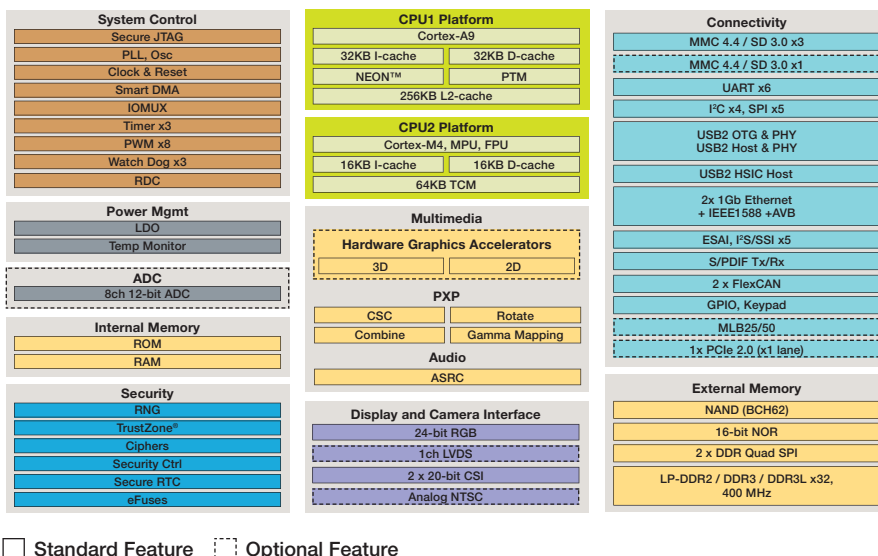 System Control
Secure JTAG
PLL, Osc
Clock & Reset
Smart DMA
IOMUX
Timer x3
PWM x8
Watch Dog x3
RDC
Power Mgmt
LDO
Temp Monitor
ADC
8ch 12-bit ADC
Internal Memory
ROM
RAM
Security
RNG
TrustZone®
Ciphers
Security Ctrl
Secure RTC
eFuses
CPU1 Platform
Cortex-A9
32KB I-cache
32KB D-cache
NEON™
PTM
256KB L2-cache
CPU2 Platform
Cortex-M4, MPU, FPU
16KB I-cache
16KB D-cache
64KB TCM
Multimedia
Hardware Graphics Accelerators
3D
2D
PXP
CSC
Rotate
Combine
Gamma Mapping
Audio
ASRC
Display and Camera Interface
24-bit RGB
1ch LVDS
2 x 20-bit CSI
Analog NTSC
Connectivity
MMC 4.4 / SD 3.0 x3
MMC 4.4 / SD 3.0 x1
UART x6
I²C x4, SPI x5
USB2 OTG & PHY
USB2 Host & PHY
USB2 HSIC Host
2x 1Gb Ethernet
+ IEEE1588 +AVB
ESAI, I²S/SSI x5
S/PDIF Tx/Rx
2 x FlexCAN
GPIO, Keypad
MLB25/50
1x PCIe 2.0 (x1 lane)
External Memory
NAND (BCH62)
16-bit NOR
2 x DDR Quad SPI
LP-DDR2 / DDR3 / DDR3L x32,
400 MHz
Standard Feature
Optional Feature